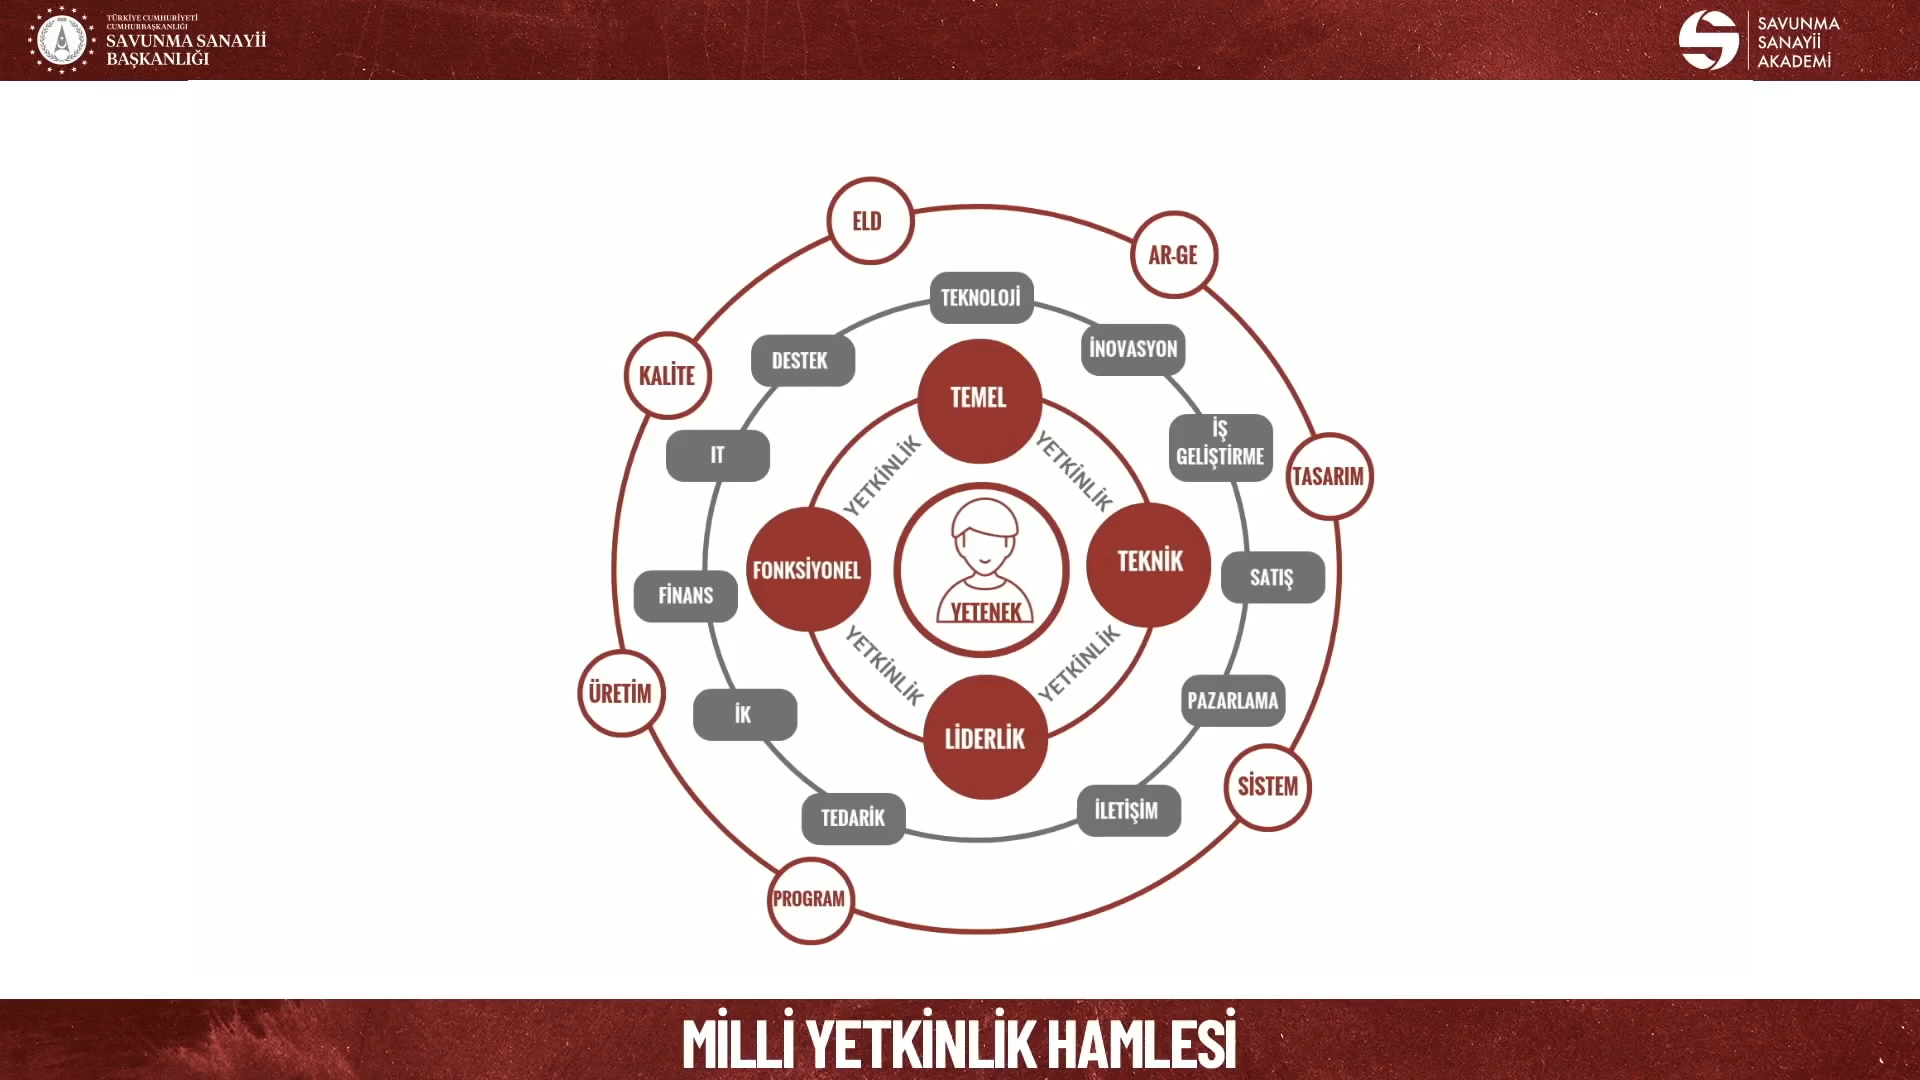 TÜRKİYE CUMHURİYETİ
CUMHURBAŞKANLIĞI
SAVUNMA SANAYİİ
BAŞKANLIĞI
SAVUNMA
SANAYİİ
AKADEMİ
ELD
AR-GE
TEKNOLOJİ
İNOVASYON
DESTEK
KALİTE
TEMEL
İŞ
GELİŞTİRME
IT
TASARIM
YETKİNLİK
YETKİNLİK
TEKNİK
FONKSİYONEL
SATIŞ
FİNANS
YETENEK
YETKİNLİK
YETKİNLİK
ÜRETİM
PAZARLAMA
İK
LİDERLİK
SİSTEM
İLETİŞİM
TEDARİK
PROGRAM
MİLLİ YETKİNLİK HAMLESİ